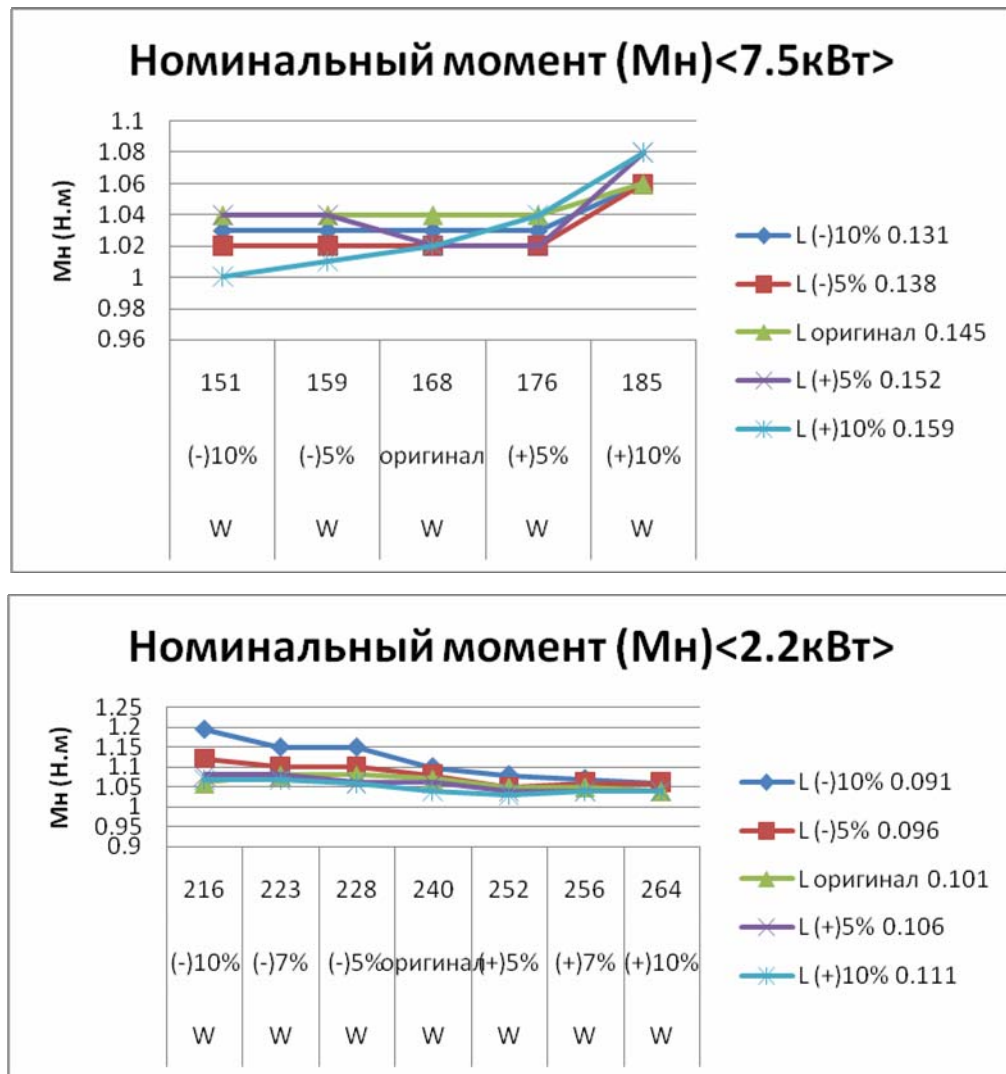 Номинальный момент (Мн)<7.5кВт>
Мн (Н.м)
1.1
1.08
1.06
1.04
1.02
1
0.98
0.96
151 159 168 176 185
(-)10% (-)5% оригинал (+)5% (+)10%
W W W W W
L (-)10% 0.131
L (-)5% 0.138
L оригинал 0.145
L (+)5% 0.152
L (+)10% 0.159
Номинальный момент (Мн)<2.2кВт>
Мн (Н.м)
1.25
1.2
1.15
1.1
1.05
1
0.95
0.9
216 223 228 240 252 256 264
(-)10% (-)7% (-)5% оригинал (+)5% (+)7% (+)10%
W W W W W W W
L (-)10% 0.091
L (-)5% 0.096
L оригинал 0.101
L (+)5% 0.106
L (+)10% 0.111